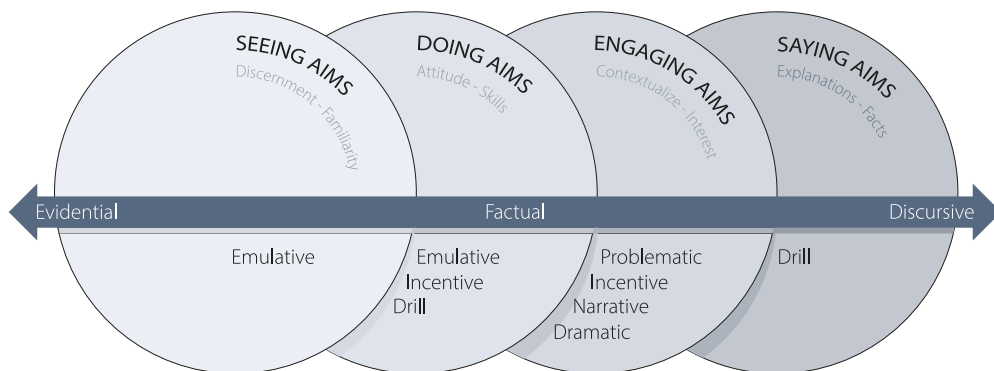 SEEING AIMS
Discernment - Familiarity
DOING AIMS
Attitude - Skills
ENGAGING AIMS
Contextualize - Interest
SAYING AIMS
Explanations - Facts
Evidential
Factual
Discursive
Emulative
Emulative
Incentive
Drill
Problematic
Incentive
Narrative
Dramatic
Drill